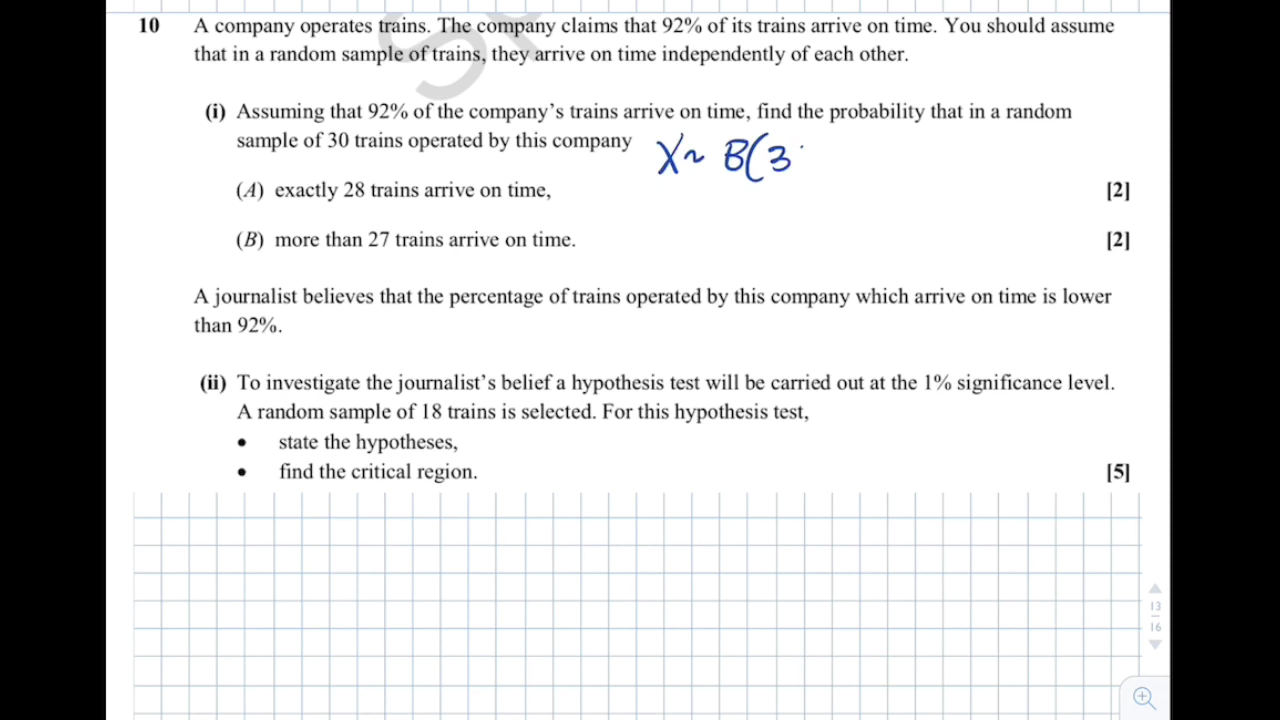 10 A company operates trains. The company claims that 92% of its trains arrive on time. You should assume
that in a random sample of trains, they arrive on time independently of each other.
(i) Assuming that 92% of the company's trains arrive on time, find the probability that in a random
sample of 30 trains operated by this company
X~ B(3
(A) exactly 28 trains arrive on time, [2]
(B) more than 27 trains arrive on time. [2]
A journalist believes that the percentage of trains operated by this company which arrive on time is lower
than 92%.
(ii) To investigate the journalist's belief a hypothesis test will be carried out at the 1% significance level.
A random sample of 18 trains is selected. For this hypothesis test,
• state the hypotheses,
• find the critical region. [5]
13
16